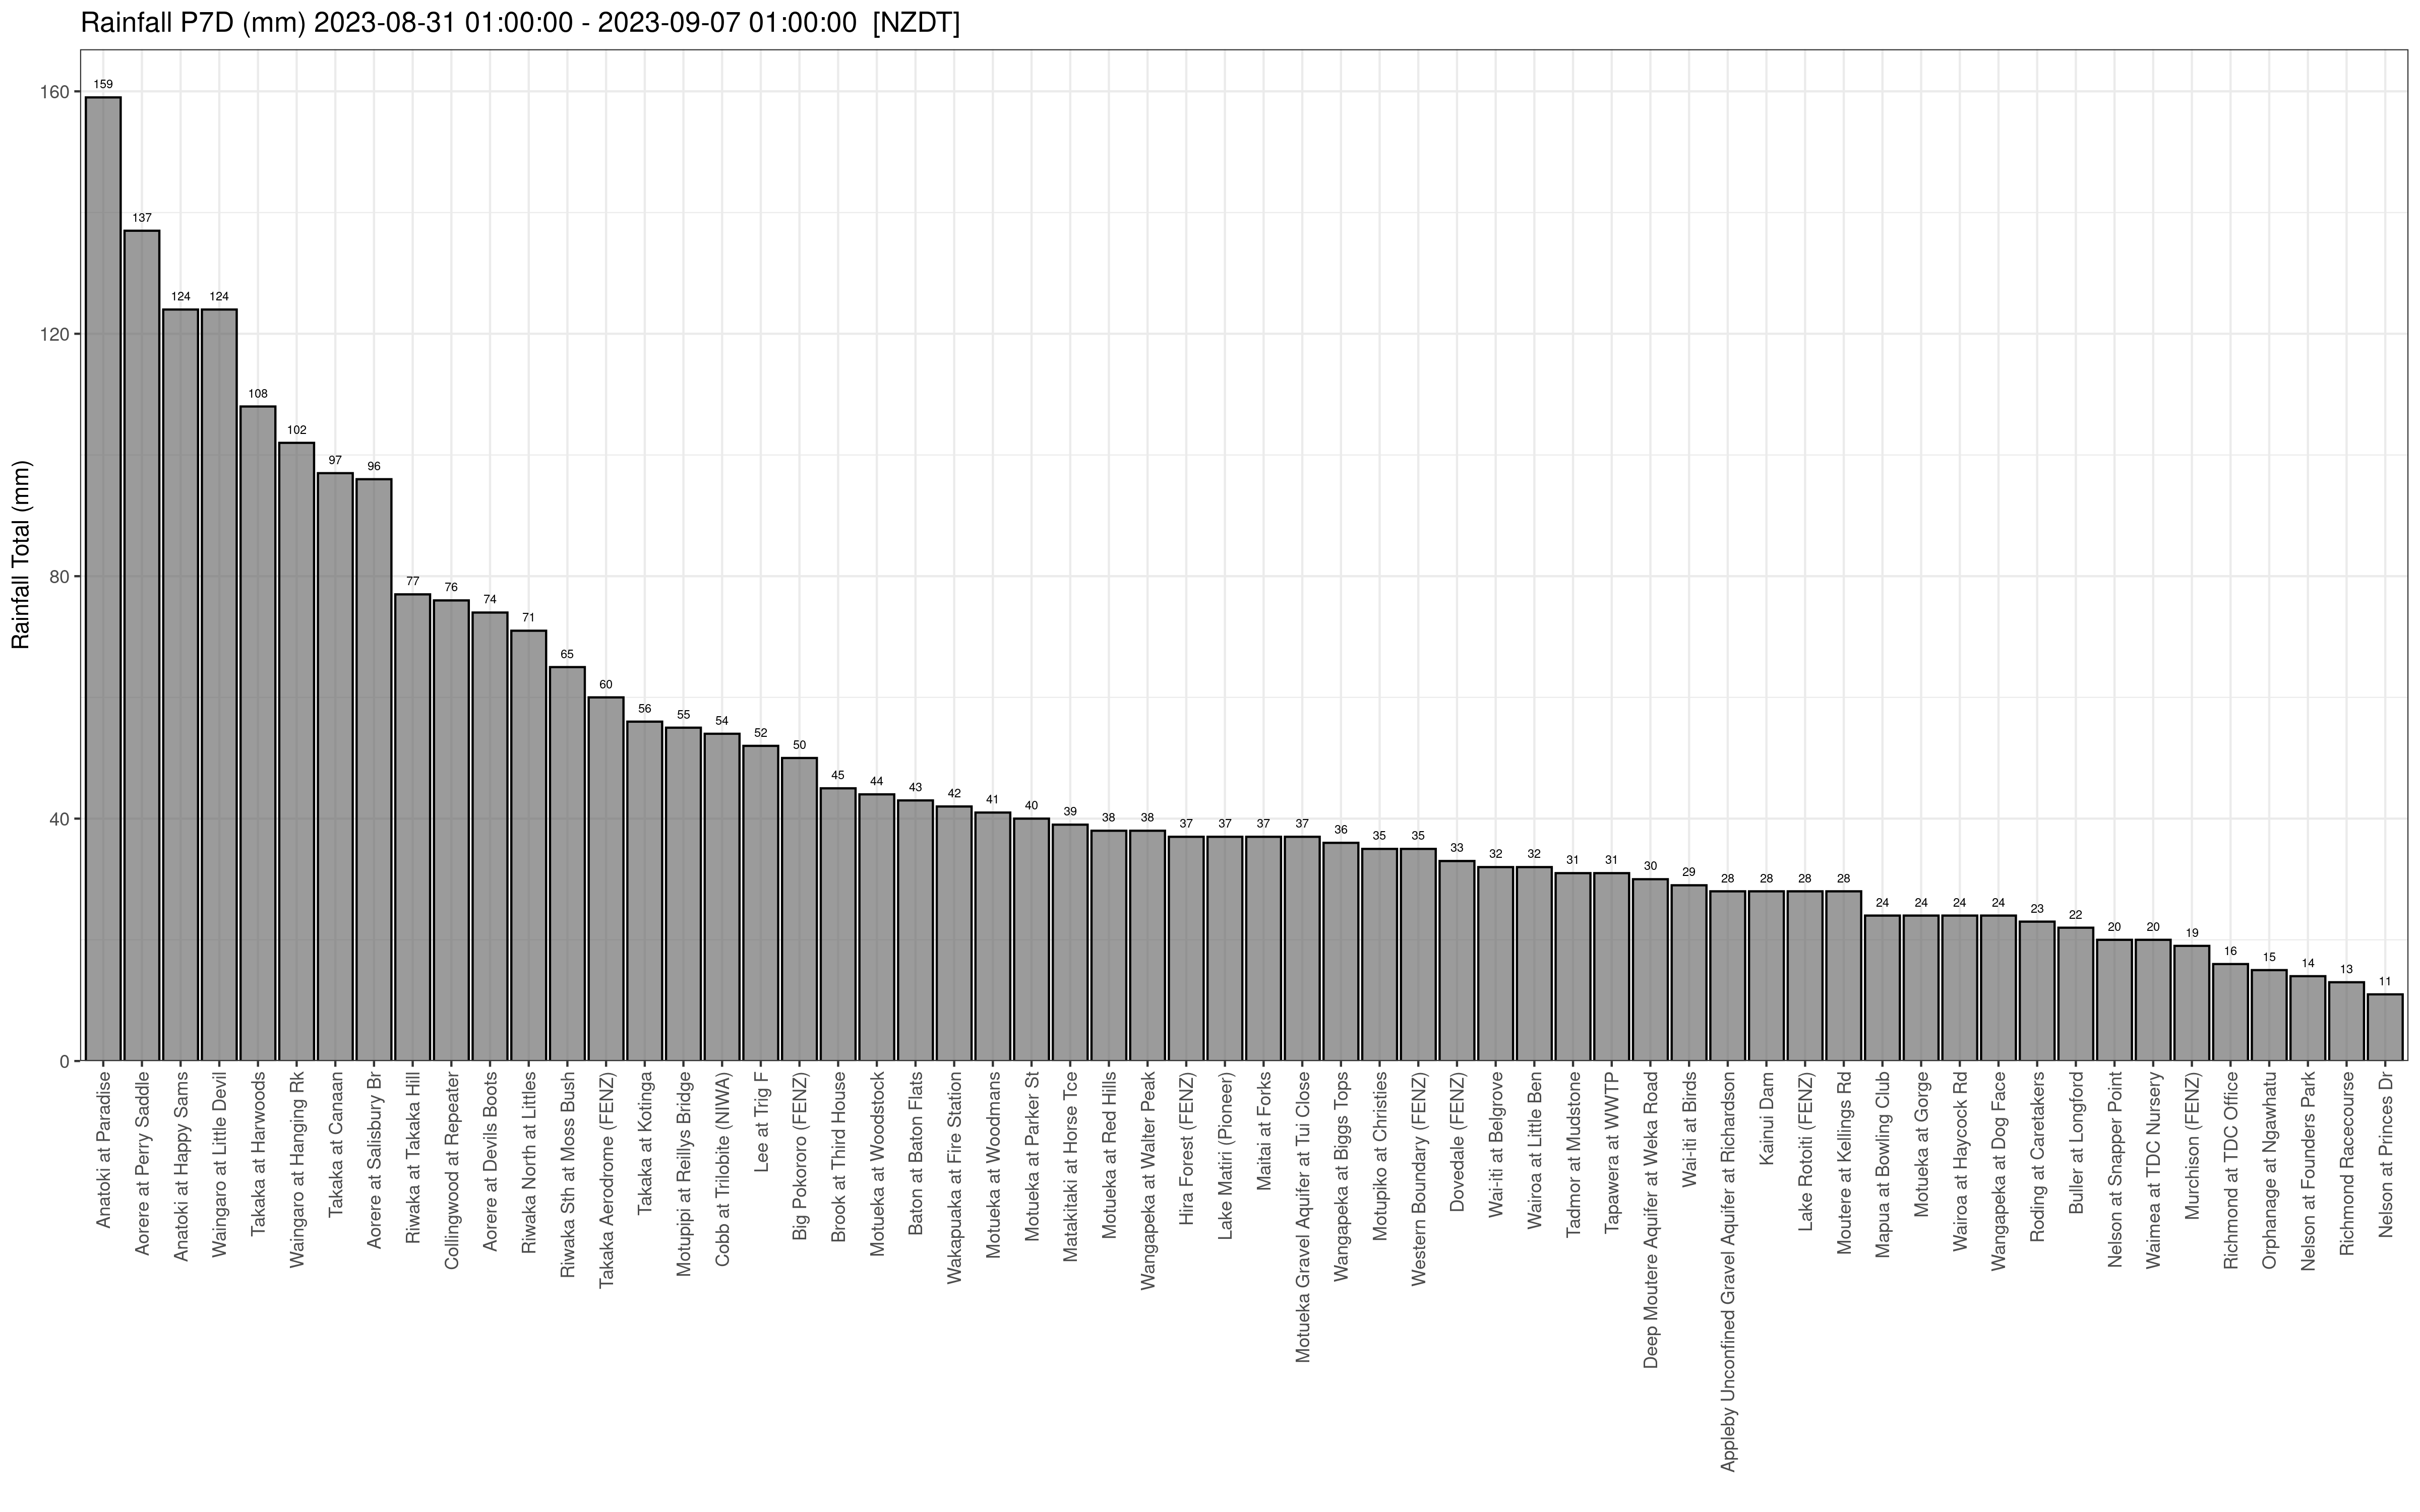 Rainfall P7D (mm) 2023-08-31 01:00:00 - 2023-09-07 01:00:00 [NZDT]
Rainfall Total (mm)
160
120
80
40
0
159
137
124
124
108
102
97
96
77
76
74
71
65
60
56
55
54
52
50
45
44
43
42
41
40
39
38
38
37
37
37
37
36
35
35
33
32
32
31
31
30
29
28
28
28
28
24
24
24
24
23
22
20
20
19
16
15
14
13
11
Anatoki at Paradise
Aorere at Perry Saddle
Anatoki at Happy Sams
Waingaro at Little Devil
Takaka at Harwoods
Waingaro at Hanging Rk
Takaka at Canaan
Aorere at Salisbury Br
Riwaka at Takaka Hill
Collingwood at Repeater
Aorere at Devils Boots
Riwaka North at Littles
Riwaka Sth at Moss Bush
Takaka Aerodrome (FENZ)
Takaka at Kotinga
Motupipi at Reillys Bridge
Cobb at Trilobite (NIWA)
Lee at Trig F
Big Pokororo (FENZ)
Brook at Third House
Motueka at Woodstock
Baton at Baton Flats
Wakapuaka at Fire Station
Motueka at Woodmans
Motueka at Parker St
Matakitaki at Horse Tce
Motueka at Red Hills
Wangapeka at Walter Peak
Hira Forest (FENZ)
Lake Matiri (Pioneer)
Maitai at Forks
Motueka Gravel Aquifer at Tui Close
Wangapeka at Biggs Tops
Motupiko at Christies
Western Boundary (FENZ)
Dovedale (FENZ)
Wai-iti at Belgrove
Wairoa at Little Ben
Tadmor at Mudstone
Tapawera at WWTP
Deep Moutere Aquifer at Weka Road
Wai-iti at Birds
Appleby Unconfined Gravel Aquifer at Richardson
Kainui Dam
Lake Rotoiti (FENZ)
Moutere at Kellings Rd
Mapua at Bowling Club
Motueka at Gorge
Wairoa at Haycock Rd
Wangapeka at Dog Face
Roding at Caretakers
Buller at Longford
Nelson at Snapper Point
Waimea at TDC Nursery
Murchison (FENZ)
Richmond at TDC Office
Orphanage at Ngawhatu
Nelson at Founders Park
Richmond Racecourse
Nelson at Princes Dr